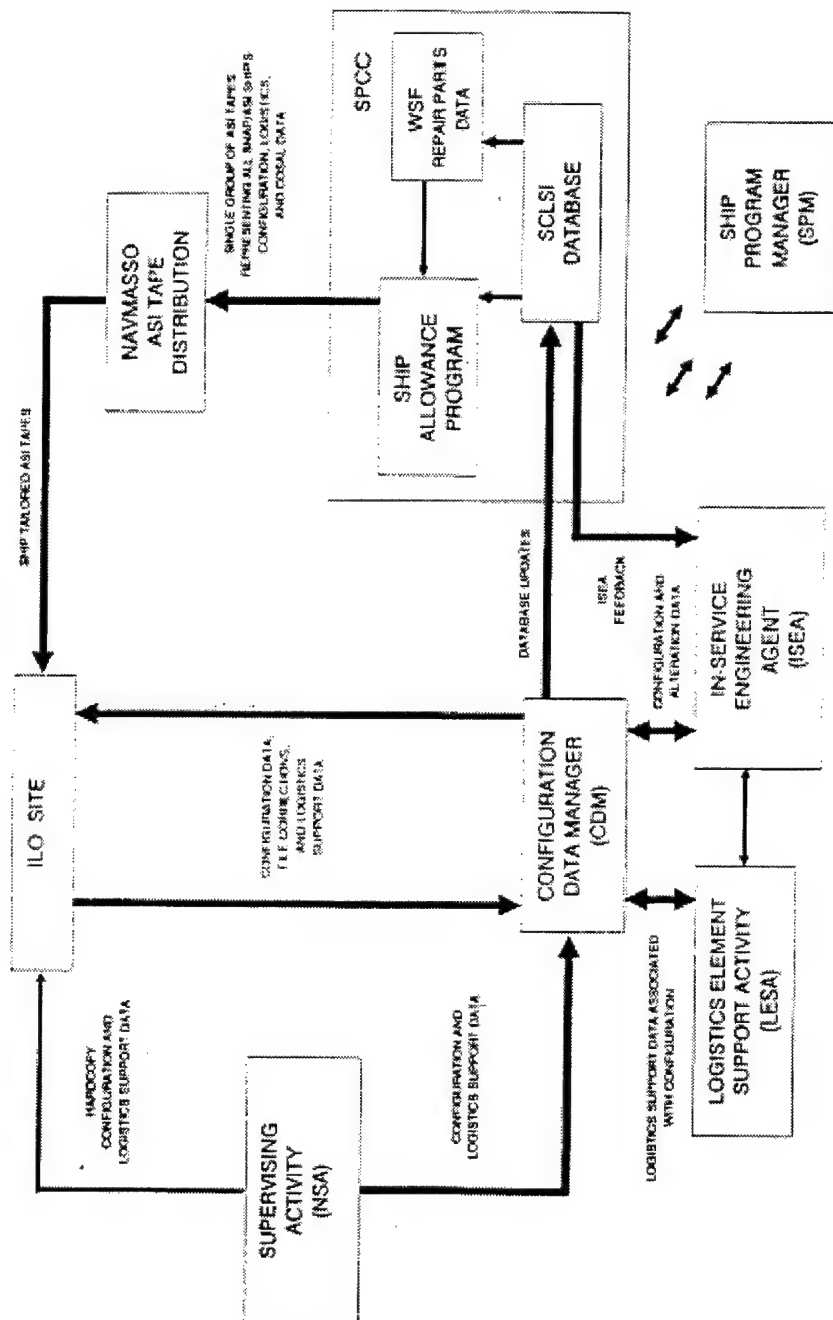 ILO SITE
SHIP TAILORED ASI TAPES
NAVMASSO
ASI TAPE
DISTRIBUTION
SINGLE GROUP OF ASI TAPES
REPRESENTING ALL SNAP/ASI SHIPS
CONFIGURATION, LOGISTICS,
AND COSAL DATA
HARDCOPY
CONFIGURATION AND
LOGISTICS SUPPORT DATA
CONFIGURATION DATA,
FILE CORRECTIONS,
AND LOGISTICS
SUPPORT DATA
SPCC
SHIP
ALLOWANCE
PROGRAM
WSF
REPAIR PARTS
DATA
SUPERVISING
ACTIVITY
(NSA)
CONFIGURATION AND
LOGISTICS SUPPORT DATA
CONFIGURATION
DATA MANAGER
(CDM)
DATABASE UPDATES
SCLSI
DATABASE
ISEA
FEEDBACK
LOGISTICS SUPPORT DATA ASSOCIATED
WITH CONFIGURATION
CONFIGURATION AND
ALTERATION DATA
LOGISTICS ELEMENT
SUPPORT ACTIVITY
(LESA)
IN-SERVICE
ENGINEERING
AGENT
(ISEA)
SHIP
PROGRAM
MANAGER
(SPM)